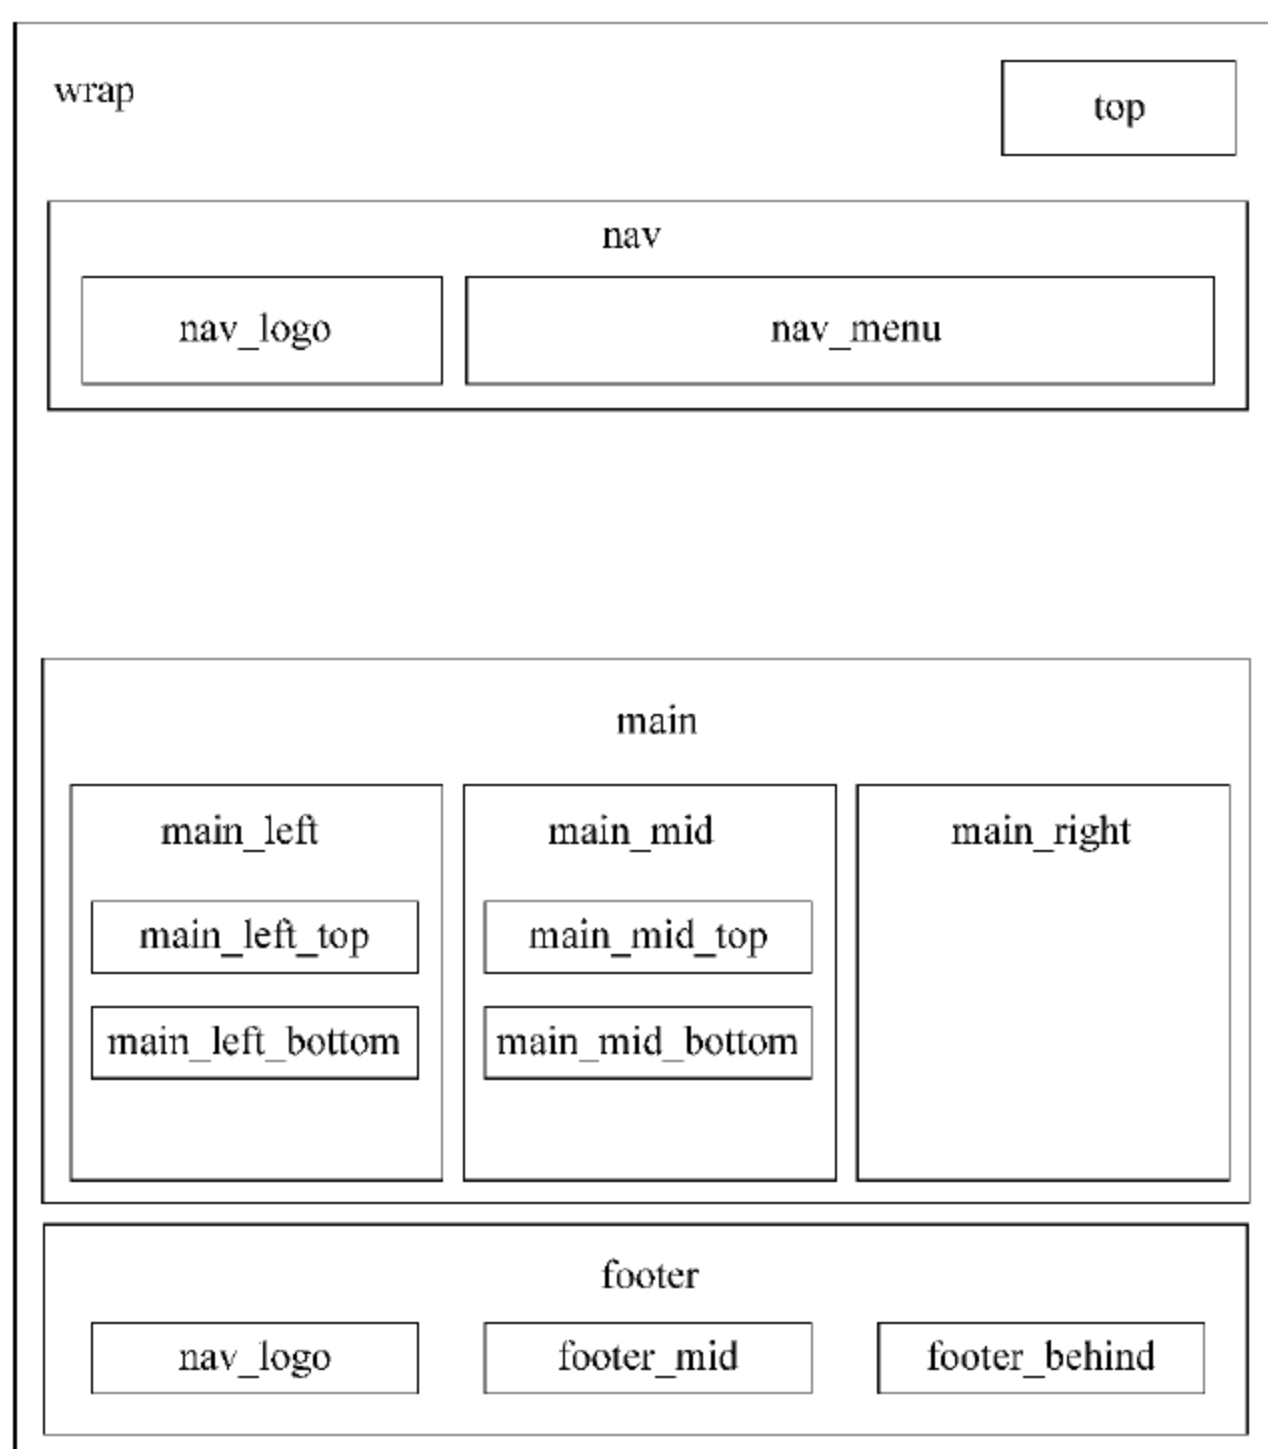 wrap
top
nav
nav_logo
nav_menu
main
main_left
main_mid
main_right
main_left_top
main_mid_top
main_left_bottom
main_mid_bottom
footer
nav_logo
footer_mid
footer_behind